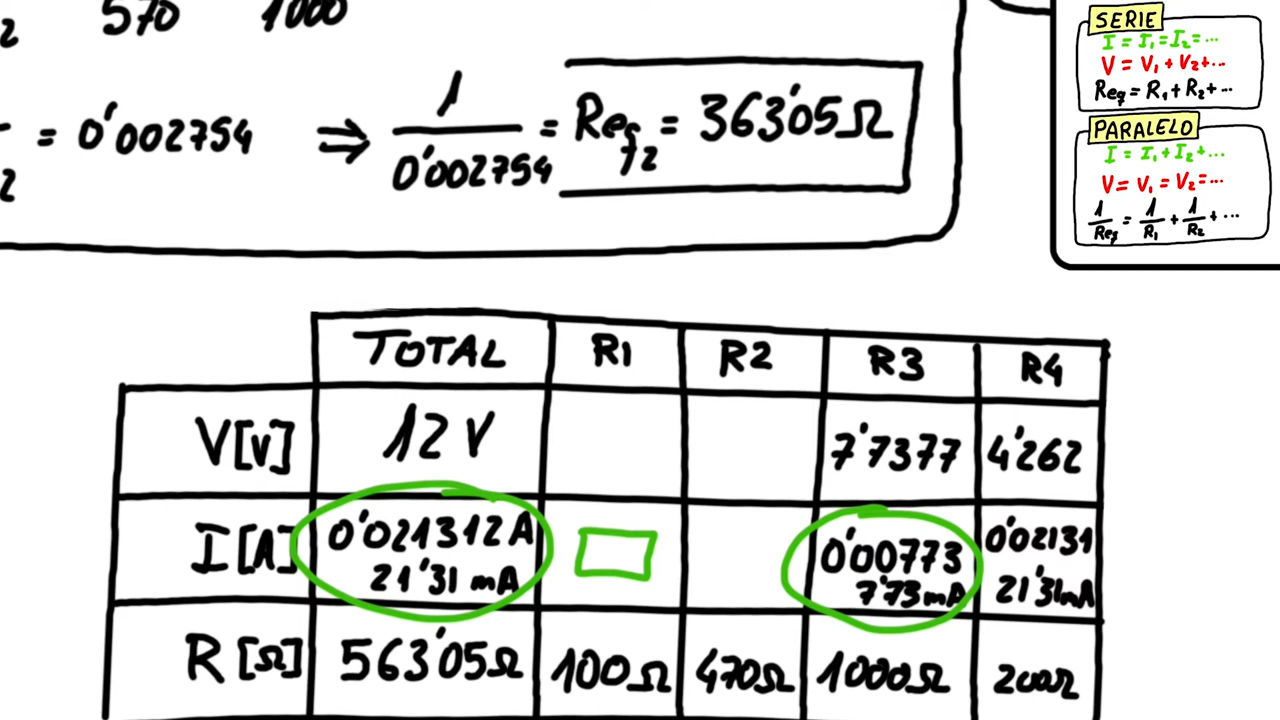 2 570 1000
2 = 0'002754 ⇒ 1/0'002754 = Req2 = 363'05Ω
SERIE
I = I1 = I2 = ...
V = V1 + V2 + ...
Req = R1 + R2 + ...
PARALELO
I = I1 + I2 + ...
V = V1 = V2 = ...
1/Req = 1/R1 + 1/R2 + ...
TOTAL R1 R2 R3 R4
V[V] 12 V 7'7377 4'262
I[A] 0'021312 A 0'00773 0'02131
21'31 mA 7'73mA 21'31mA
R[Ω] 563'05Ω 100Ω 470Ω 1000Ω 200Ω